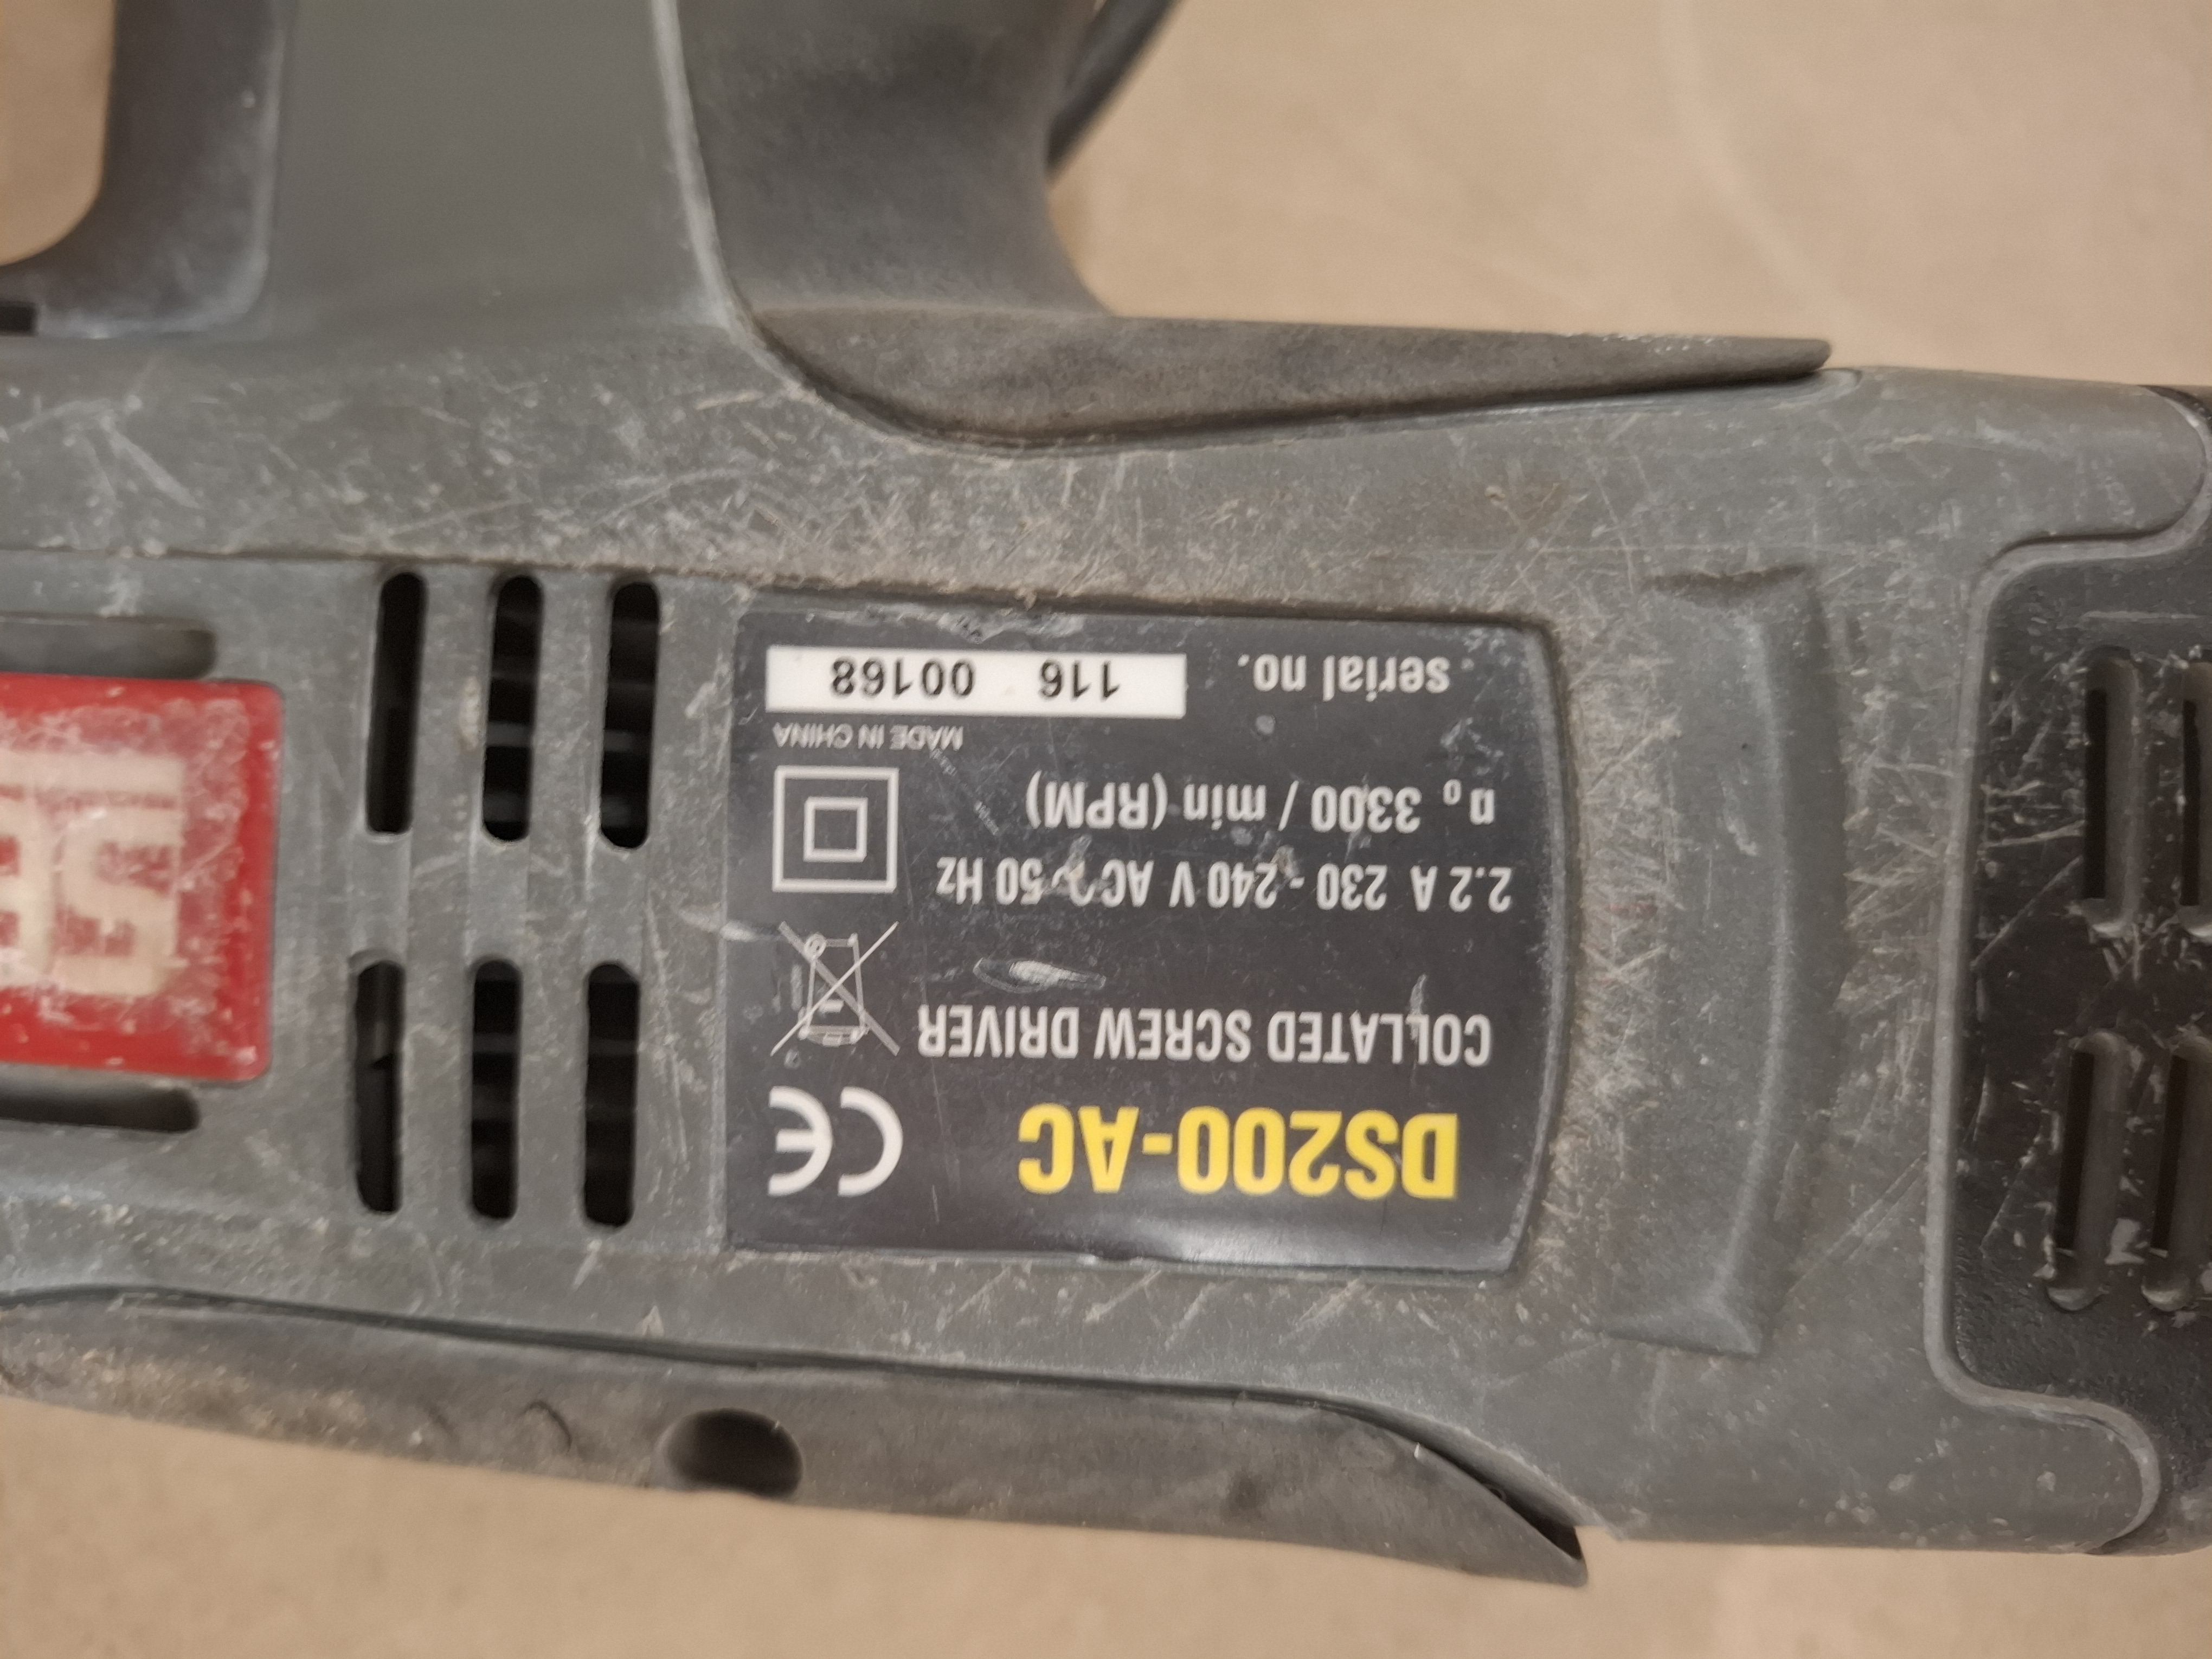 DS200-AC
CE
COLLATED SCREW DRIVER
2.2 A 230 - 240 V AC 50 Hz
n₀ 3300 / min (RPM)
MADE IN CHINA
serial no. 116 00168